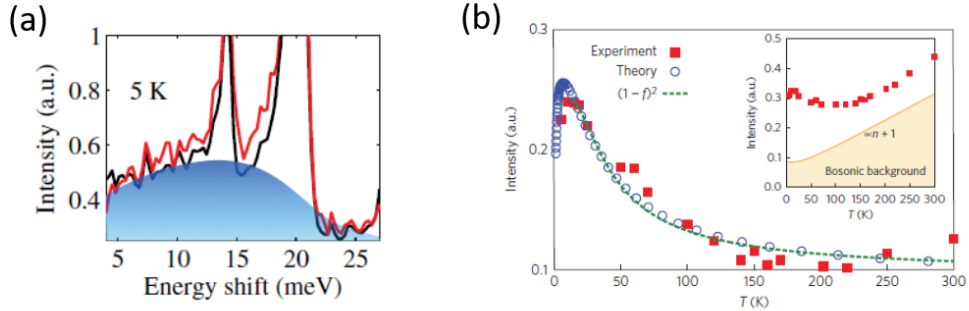 (a)
1
0.8
0.6
0.4
Intensity (a.u.)
5 K
5
10
15
20
25
Energy shift (meV)
(b)
0.3
0.2
0.1
Intensity (a.u.)
Experiment
Theory
(1 − f)²
0
50
100
150
200
250
300
T (K)
0.5
0.4
0.3
0.2
0.1
0.0
Intensity (a.u.)
∝n + 1
Bosonic background
0
50
100
150
200
250
300
T (K)